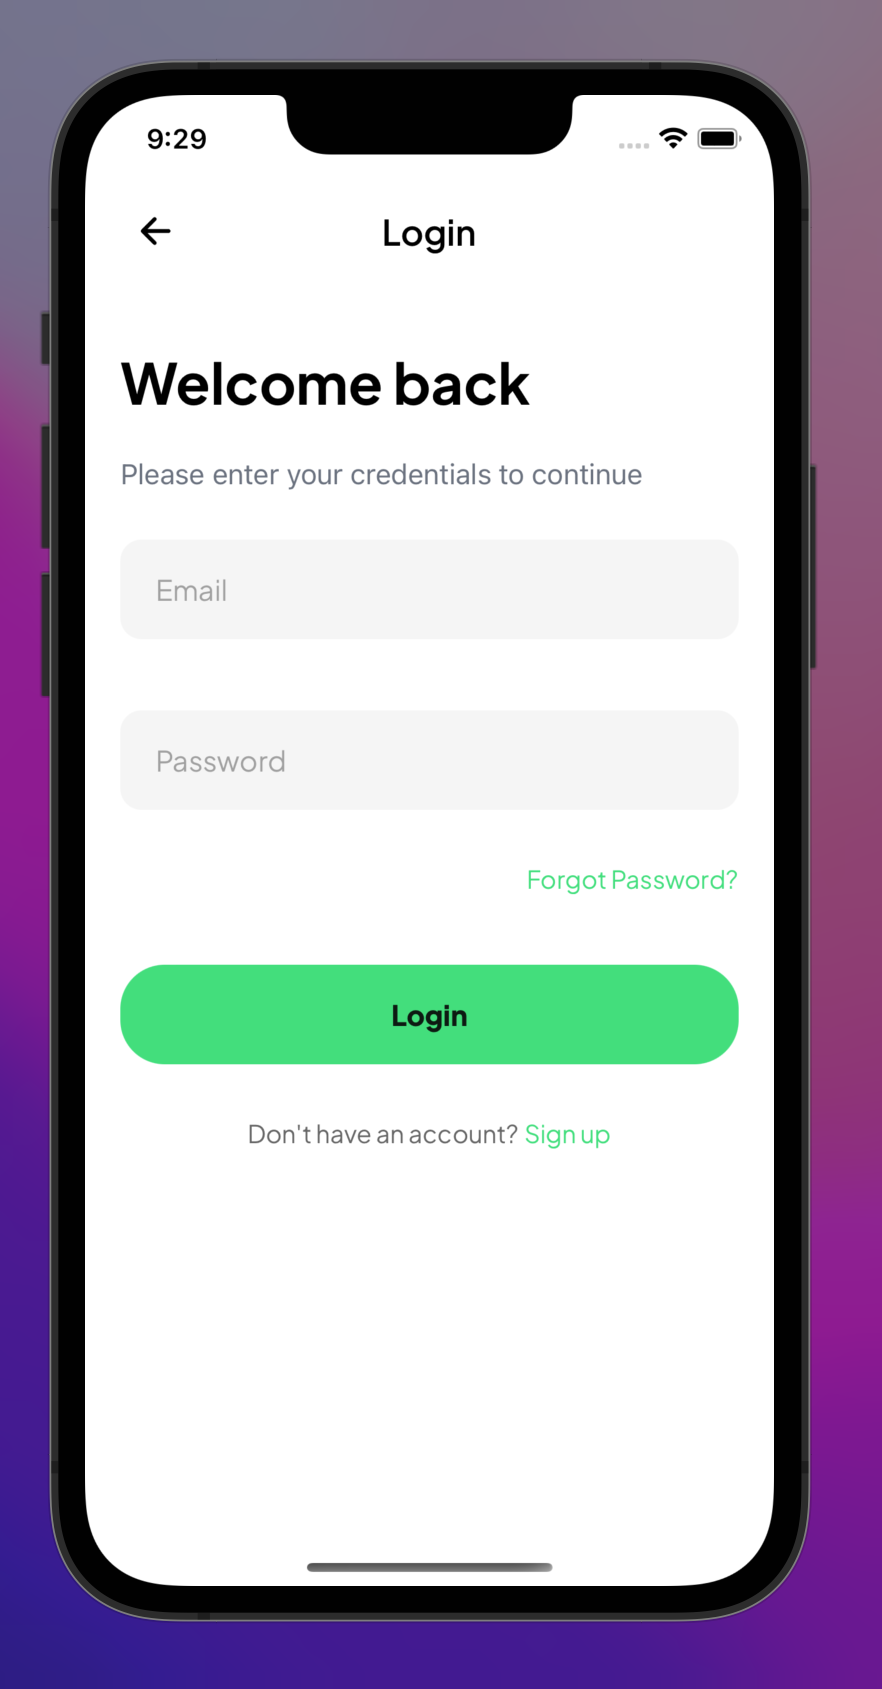 9:29
Login
Welcome back
Please enter your credentials to continue
Email
Password
Forgot Password?
Login
Don't have an account? Sign up